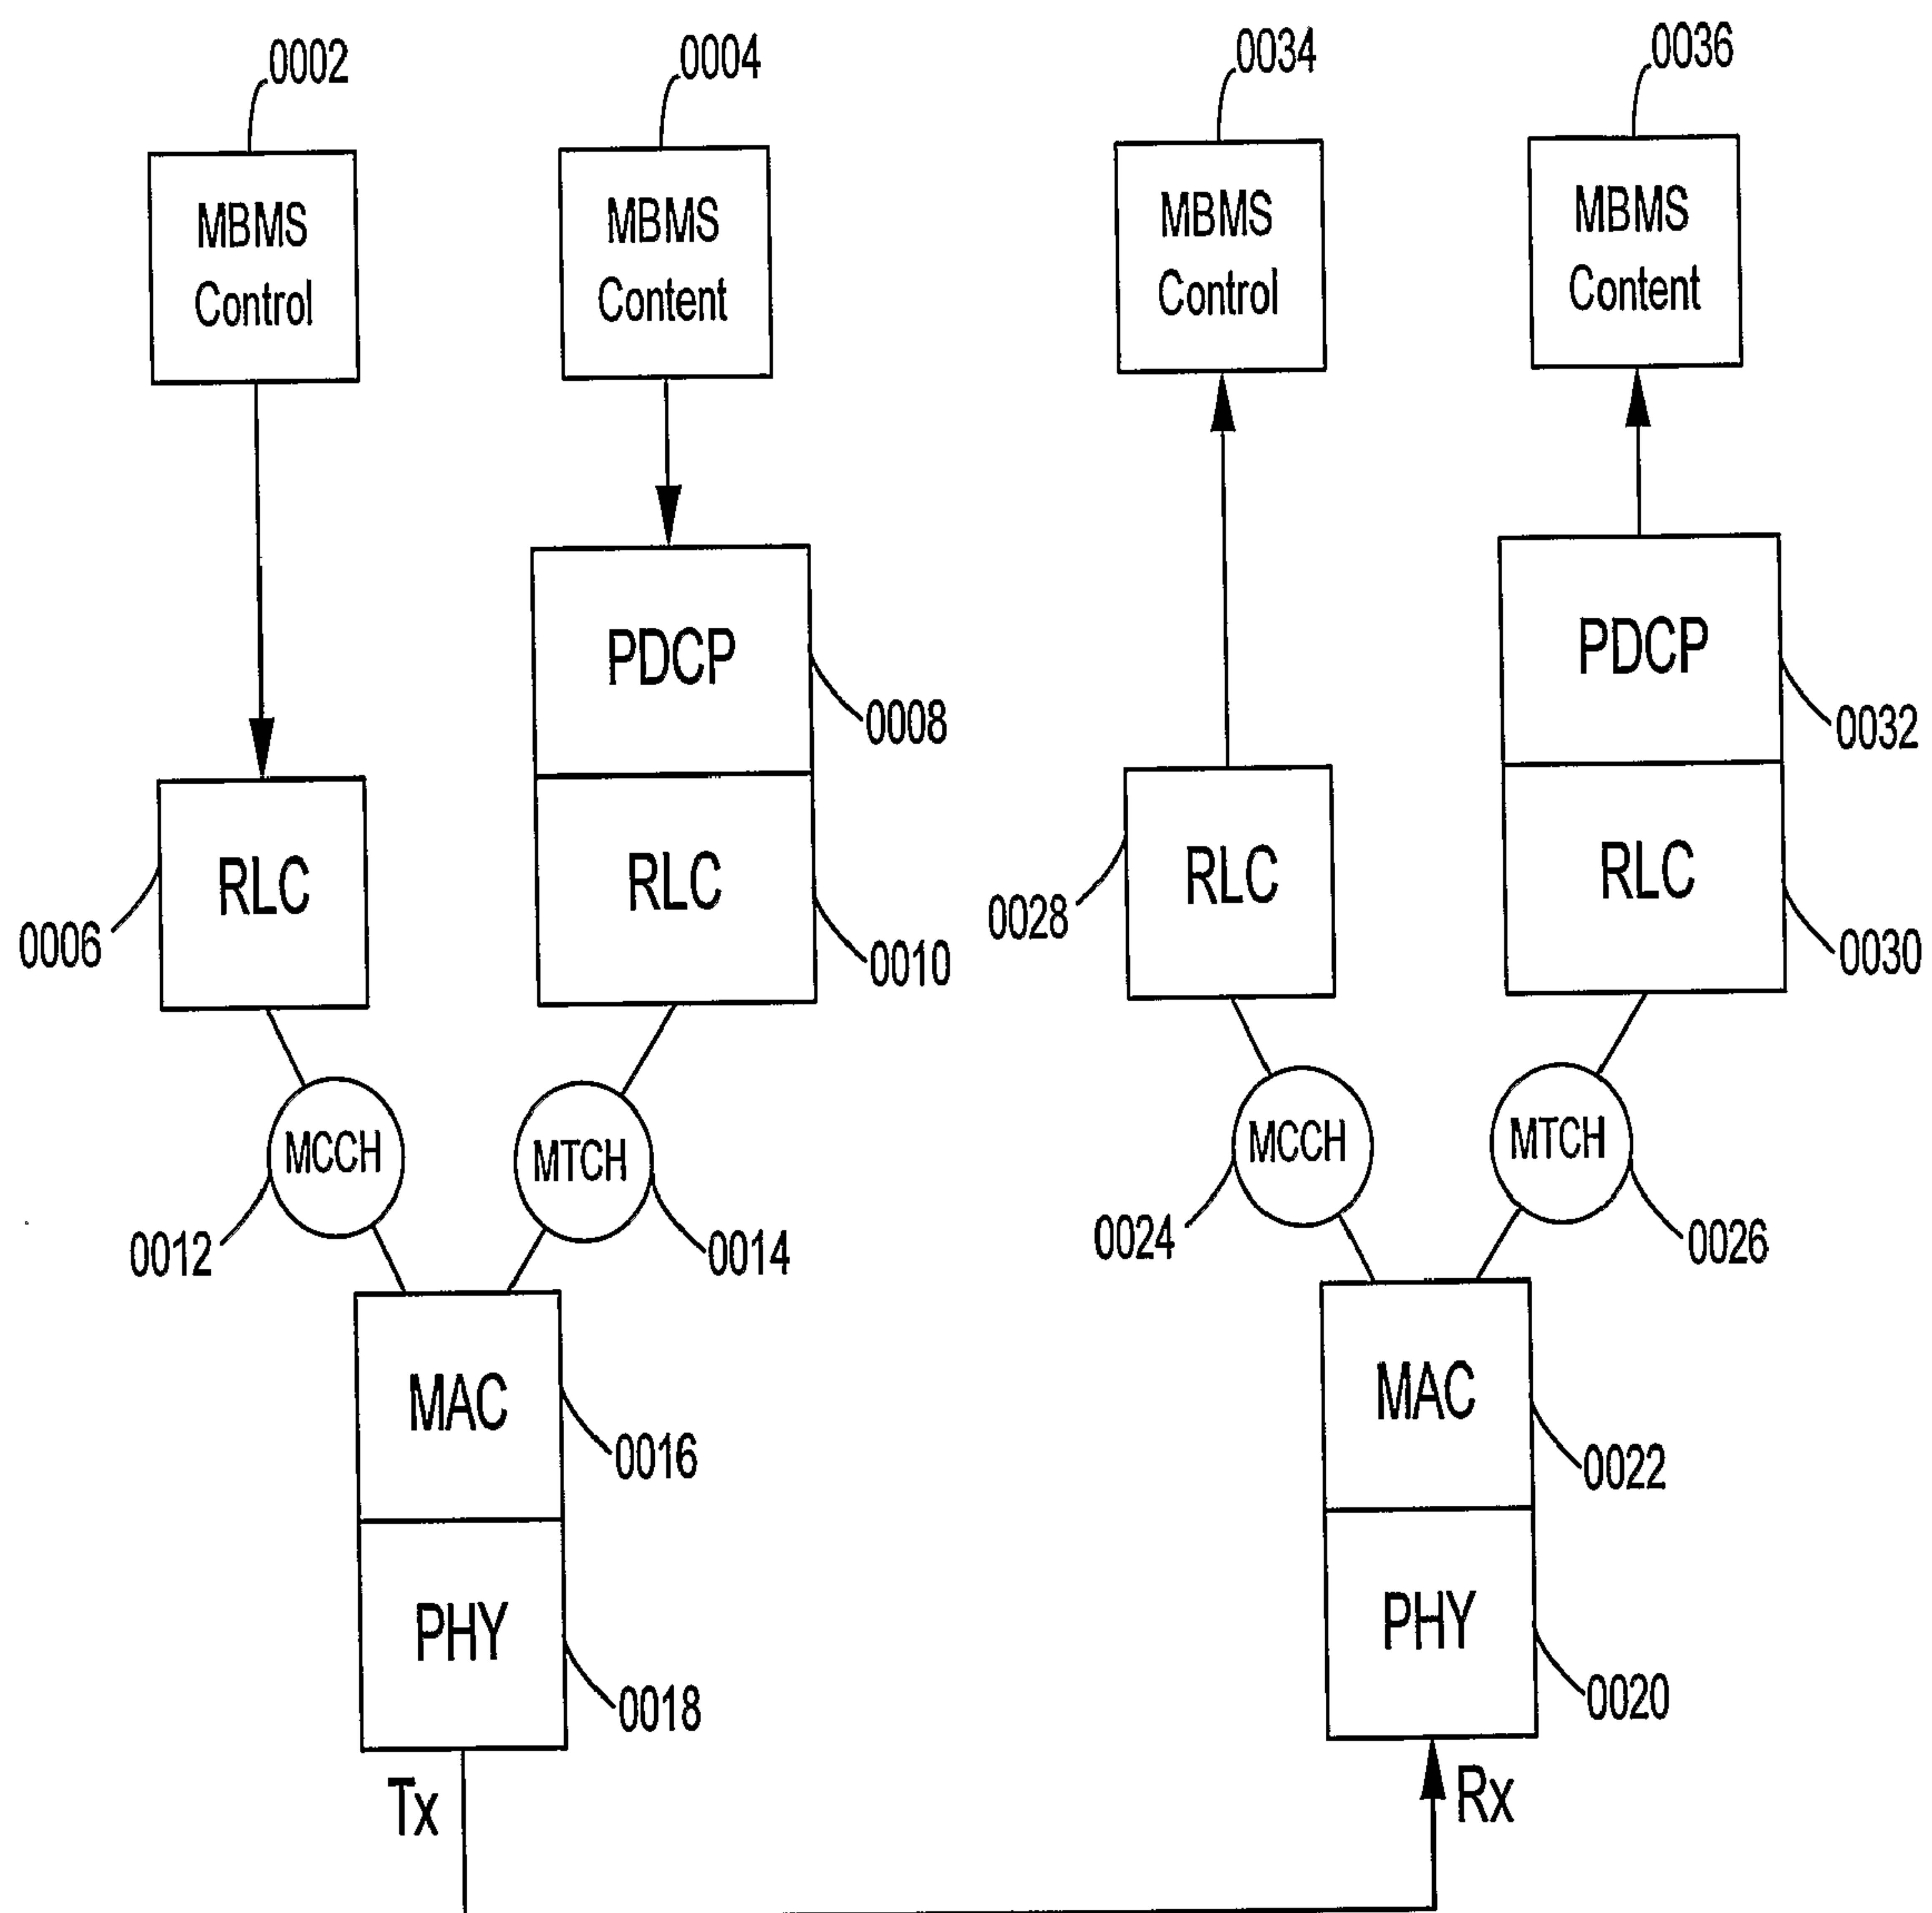 0002
0004
0034
0036
MBMS
Control
MBMS
Content
MBMS
Control
MBMS
Content
PDCP
0008
PDCP
0032
RLC
0006
RLC
0010
RLC
0028
RLC
0030
MCCH
0012
MTCH
0014
MCCH
0024
MTCH
0026
MAC
0016
MAC
0022
PHY
0018
PHY
0020
Tx
Rx